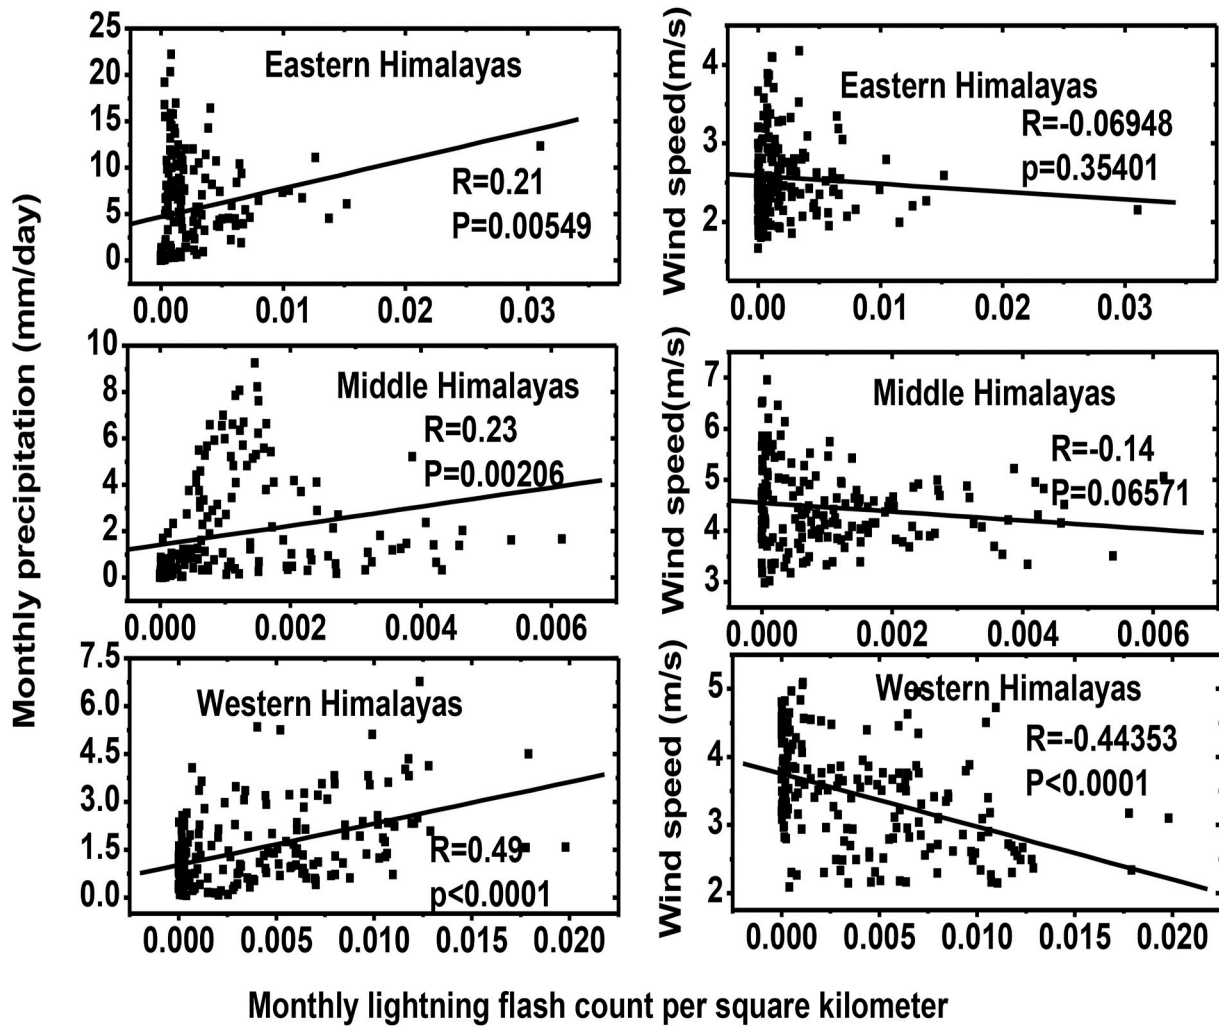 Monthly precipitation (mm/day)
25
20
15
10
5
0
Eastern Himalayas
R=0.21
P=0.00549
0.00 0.01 0.02 0.03
Wind speed(m/s)
4
3
2
Eastern Himalayas
R=-0.06948
p=0.35401
0.00 0.01 0.02 0.03
10
8
6
4
2
0
Middle Himalayas
R=0.23
P=0.00206
0.000 0.002 0.004 0.006
Wind speed(m/s)
7
6
5
4
3
Middle Himalayas
R=-0.14
P=0.06571
0.000 0.002 0.004 0.006
7.5
6.0
4.5
3.0
1.5
0.0
Western Himalayas
R=0.49
p<0.0001
0.000 0.005 0.010 0.015 0.020
Wind speed (m/s)
5
4
3
2
Western Himalayas
R=-0.44353
P<0.0001
0.000 0.005 0.010 0.015 0.020
Monthly lightning flash count per square kilometer